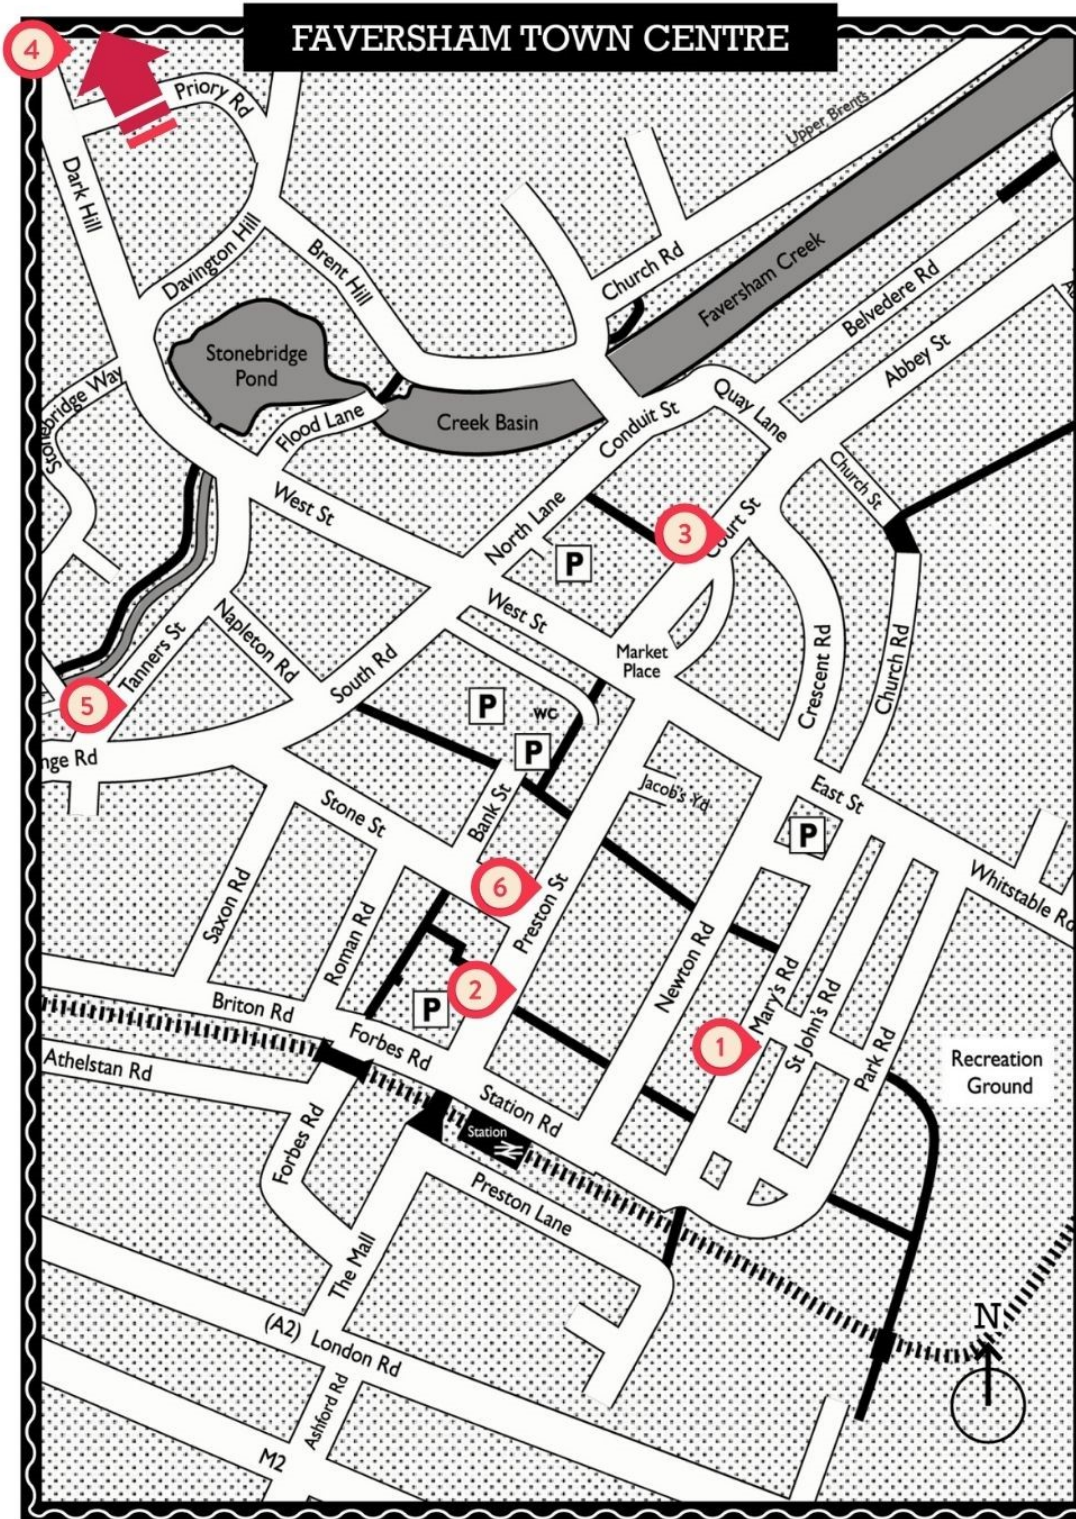 FAVERSHAM TOWN CENTRE
4
Priory Rd
Upper Brents
Dark Hill
Davington Hill
Brent Hill
Church Rd
Faversham Creek
Belvedere Rd
Abbey St
Stonebridge
Pond
Stonebridge Way
Flood Lane
Creek Basin
Conduit St
Quay Lane
Church St
West St
North Lane
3
Court St
P
West St
Market
Place
Tanners St
Napleton Rd
South Rd
Crescent Rd
Church Rd
5
P
WC
P
nge Rd
Jacob's Yd
East St
Stone St
Bank St
P
Whitstable Rd
6
Preston St
Saxon Rd
Roman Rd
Newton Rd
2
P
Mary's Rd
St John's Rd
1
Park Rd
Recreation
Ground
Briton Rd
Forbes Rd
Athelstan Rd
Station Rd
Station
Forbes Rd
Preston Lane
The Mall
(A2) London Rd
Ashford Rd
M2
N